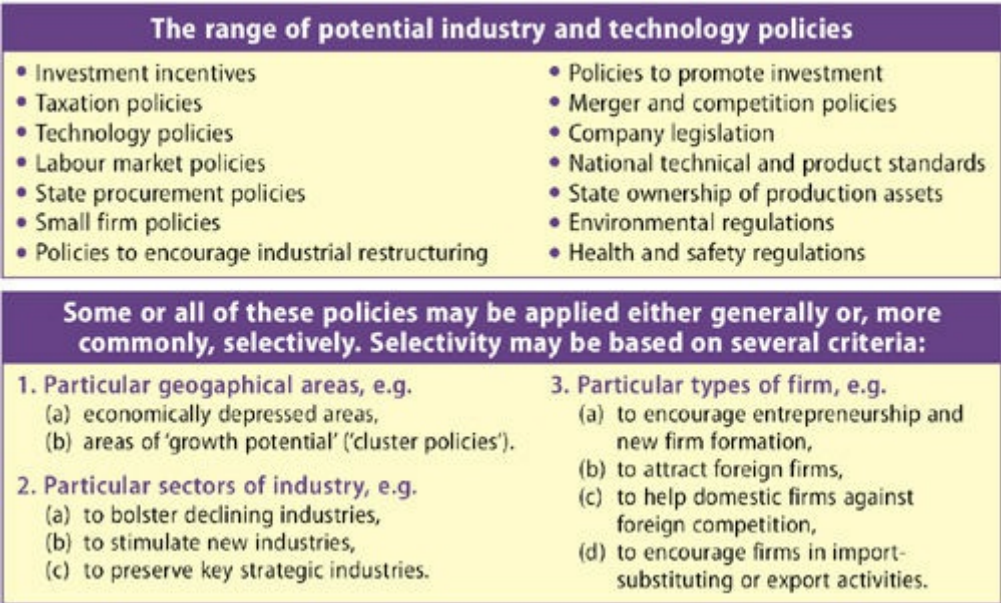 The range of potential industry and technology policies
• Investment incentives
• Taxation policies
• Technology policies
• Labour market policies
• State procurement policies
• Small firm policies
• Policies to encourage industrial restructuring
• Policies to promote investment
• Merger and competition policies
• Company legislation
• National technical and product standards
• State ownership of production assets
• Environmental regulations
• Health and safety regulations
Some or all of these policies may be applied either generally or, more
commonly, selectively. Selectivity may be based on several criteria:
1. Particular geogaphical areas, e.g.
(a) economically depressed areas,
(b) areas of ‘growth potential’ (‘cluster policies’).
2. Particular sectors of industry, e.g.
(a) to bolster declining industries,
(b) to stimulate new industries,
(c) to preserve key strategic industries.
3. Particular types of firm, e.g.
(a) to encourage entrepreneurship and
new firm formation,
(b) to attract foreign firms,
(c) to help domestic firms against
foreign competition,
(d) to encourage firms in import-
substituting or export activities.